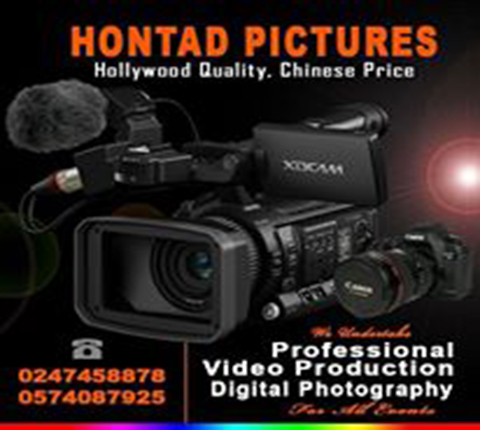 HONTAD PICTURES
Hollywood Quality, Chinese Price
XDCAM
Canon
We Undertake
Professional
Video Production
Digital Photography
For All Events
0247458878
0574087925